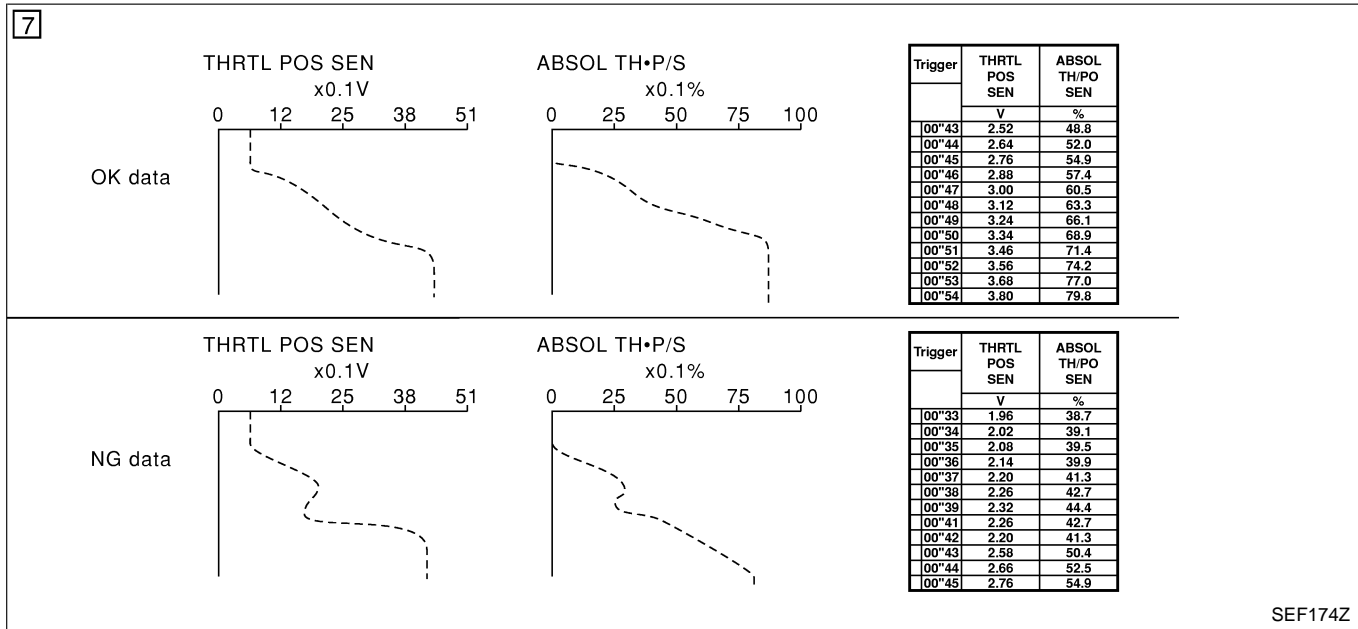 7
THRTL POS SEN
x0.1V
0 12 25 38 51
ABSOL TH•P/S
x0.1%
0 25 50 75 100
OK data
Trigger THRTL POS SEN ABSOL TH/PO SEN
V %
00"43 2.52 48.8
00"44 2.64 52.0
00"45 2.76 54.9
00"46 2.88 57.4
00"47 3.00 60.5
00"48 3.12 63.3
00"49 3.24 66.1
00"50 3.34 68.9
00"51 3.46 71.4
00"52 3.56 74.2
00"53 3.68 77.0
00"54 3.80 79.8
THRTL POS SEN
x0.1V
0 12 25 38 51
ABSOL TH•P/S
x0.1%
0 25 50 75 100
NG data
Trigger THRTL POS SEN ABSOL TH/PO SEN
V %
00"33 1.96 38.7
00"34 2.02 39.1
00"35 2.08 39.5
00"36 2.14 39.9
00"37 2.20 41.3
00"38 2.26 42.7
00"39 2.32 44.4
00"41 2.26 42.7
00"42 2.20 41.3
00"43 2.58 50.4
00"44 2.66 52.5
00"45 2.76 54.9
SEF174Z